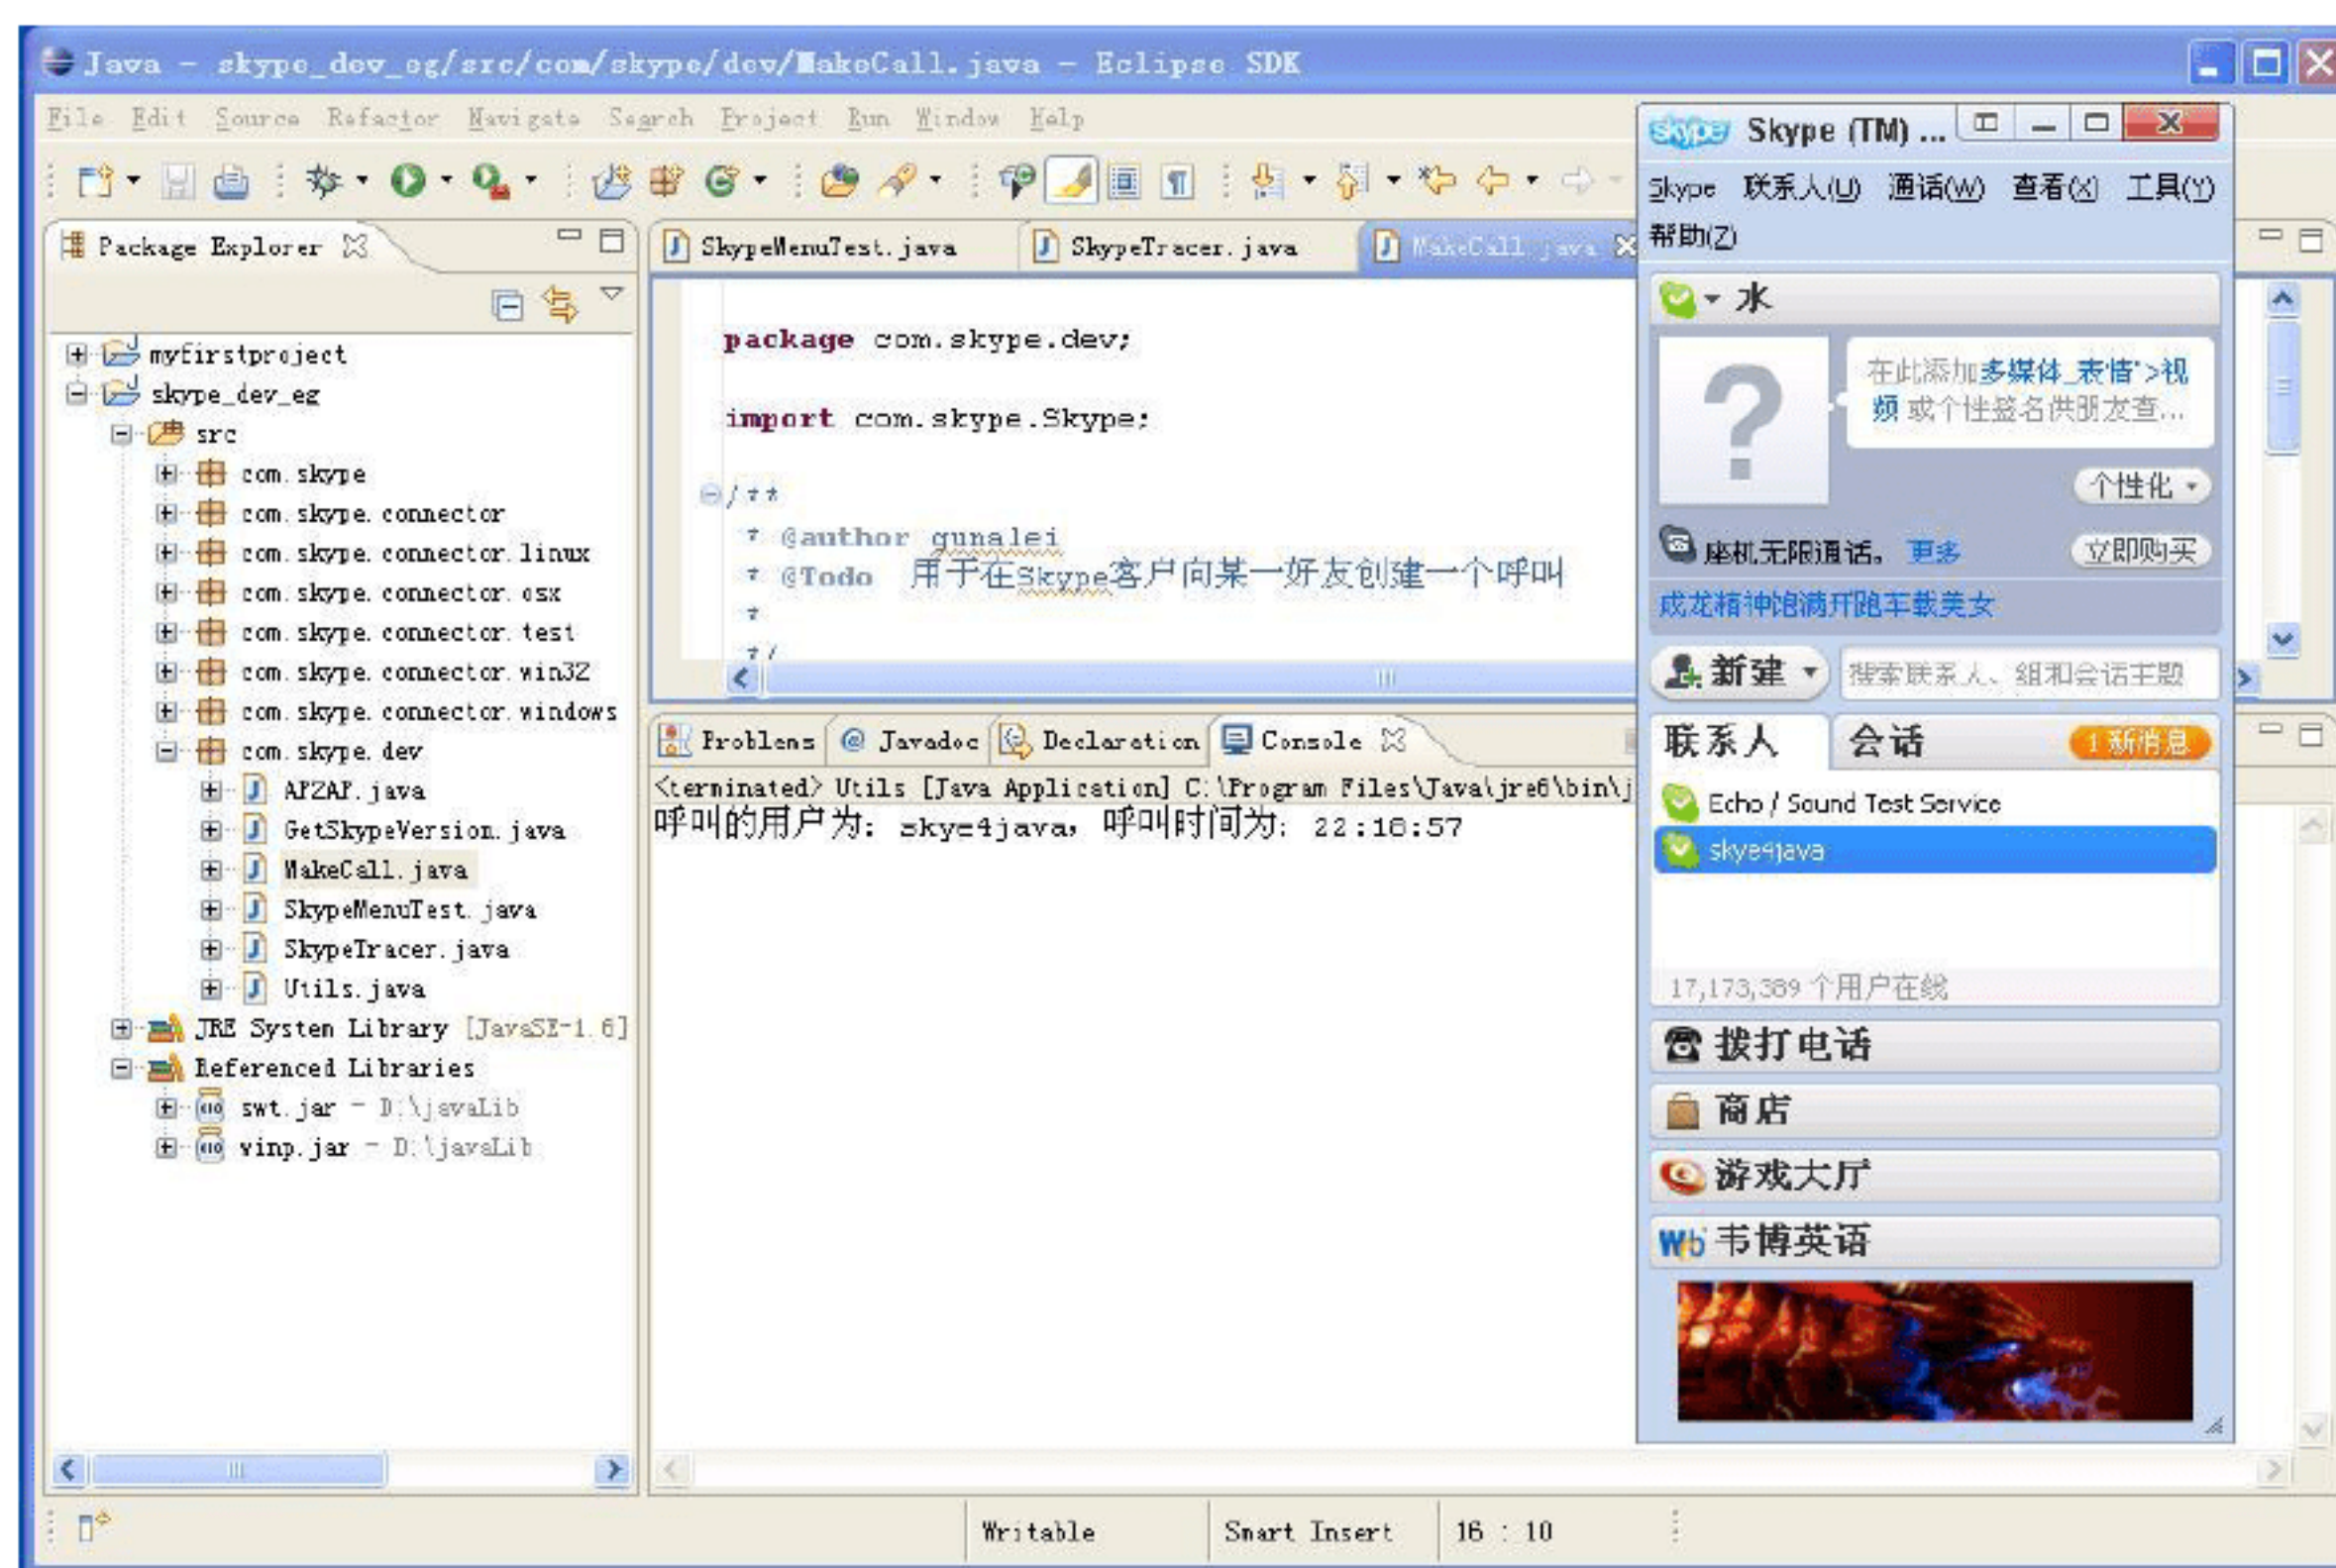 Java - skype_dev_eg/src/com/skype/dev/MakeCall.java - Eclipse SDK
File Edit Source Refactor Navigate Search Project Run Window Help
Package Explorer
myfirstproject
skype_dev_eg
src
com.skype
com.skype.connector
com.skype.connector.linux
com.skype.connector.osx
com.skype.connector.test
com.skype.connector.win32
com.skype.connector.windows
com.skype.dev
AP2AP.java
GetSkypeVersion.java
MakeCall.java
SkypeMenuTest.java
SkypeTracer.java
Utils.java
JRE System Library [JavaSE-1.6]
Referenced Libraries
swt.jar - D:\javaLib
winp.jar - D:\javaLib
SkypeMenuTest.java SkypeTracer.java MakeCall.java
package com.skype.dev;
import com.skype.Skype;
/**
* @author gunalei
* @Todo 用于在Skype客户向某一好友创建一个呼叫
*
*/
Problems @ Javadoc Declaration Console
<terminated> Utils [Java Application] C:\Program Files\Java\jre6\bin\j
呼叫的用户为: skye4java, 呼叫时间为: 22:18:57
Skype (TM) ...
Skype 联系人(U) 通话(W) 查看(X) 工具(Y)
帮助(Z)
水
?
在此添加多媒体_表情">视
频 或个性签名供朋友查...
个性化
座机无限通话。 更多 立即购买
成龙精神饱满开跑车载美女
新建 搜索联系人、组和会话主题
联系人 会话 1 新消息
Echo / Sound Test Service
skye4java
17,173,389 个用户在线
拨打电话
商店
游戏大厅
Wb 韦博英语
Writable Smart Insert 16 : 10